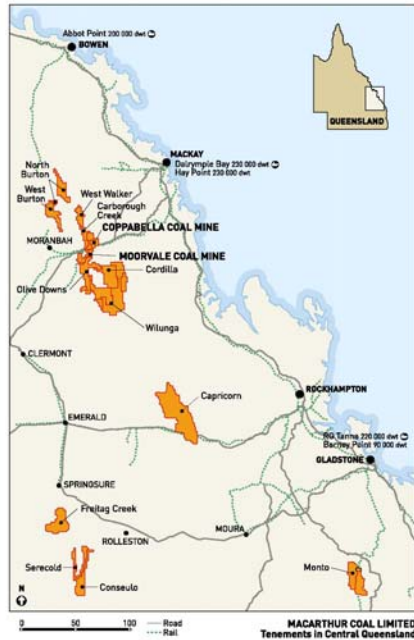 Abbot Point 200 000 dwt
BOWEN
QUEENSLAND
MACKAY
Dalrymple Bay 230 000 dwt
Hay Point 230 000 dwt
North
Burton
West
Burton
West Walker
Carborough
Creek
COPPABELLA COAL MINE
MORANBAH
MOORVALE COAL MINE
Cordilla
Olive Downs
Wilunga
CLERMONT
Capricorn
ROCKHAMPTON
EMERALD
RG Tanna 220 000 dwt
Barney Point 90 000 dwt
GLADSTONE
SPRINGSURE
Freitag Creek
ROLLESTON
MOURA
Serecold
Monto
Conseulo
N
0 50 100
Road
Rail
MACARTHUR COAL LIMITED
Tenements in Central Queensland